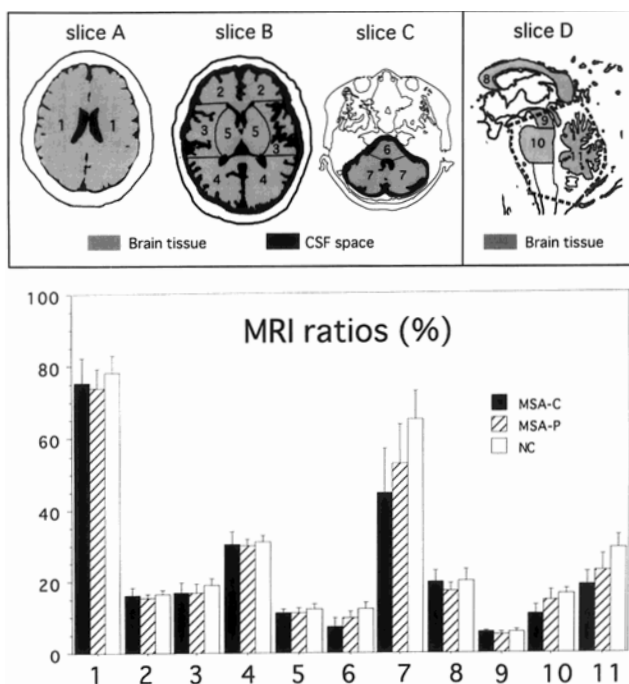 slice A slice B slice C slice D
1 1
2 2
3 5 5 3
4 4
6
7 7
8
9
10
Brain tissue CSF space Brain tissue
MRI ratios (%)
100
80
60
40
20
0
MSA-C
MSA-P
NC
1 2 3 4 5 6 7 8 9 10 11